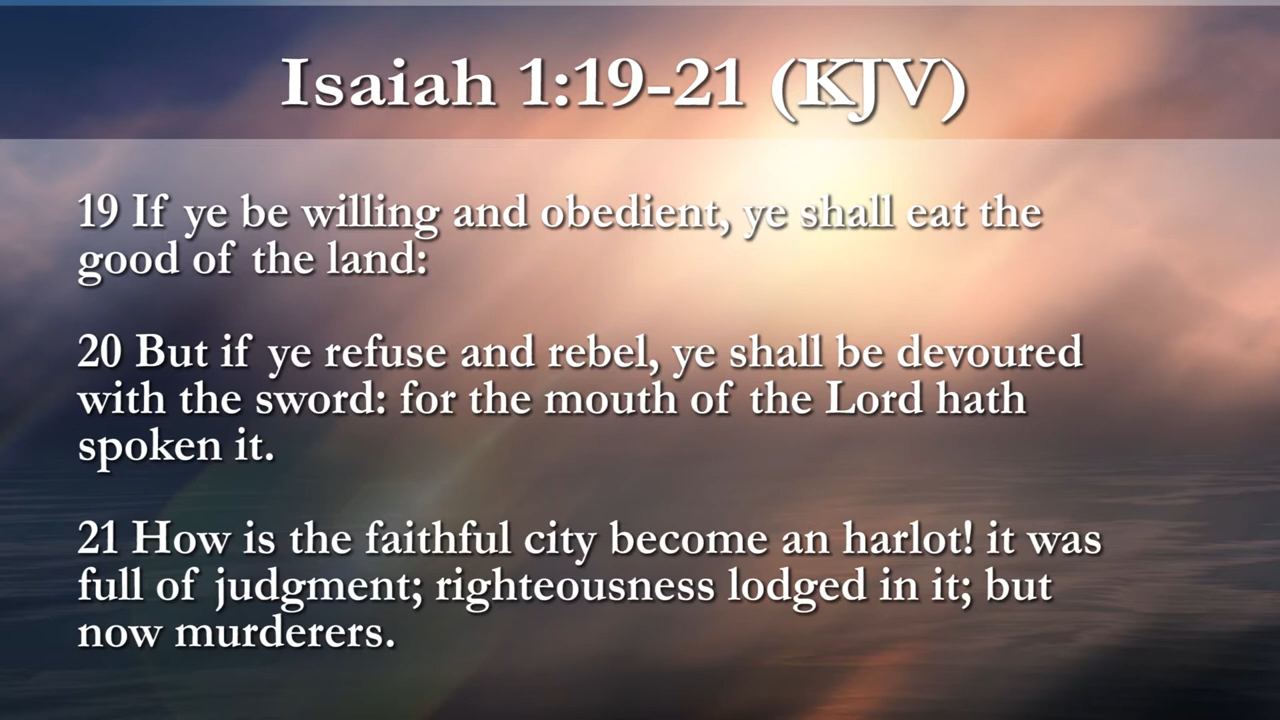 Isaiah 1:19-21 (KJV)
19 If ye be willing and obedient, ye shall eat the
good of the land:
20 But if ye refuse and rebel, ye shall be devoured
with the sword: for the mouth of the Lord hath
spoken it.
21 How is the faithful city become an harlot! it was
full of judgment; righteousness lodged in it; but
now murderers.